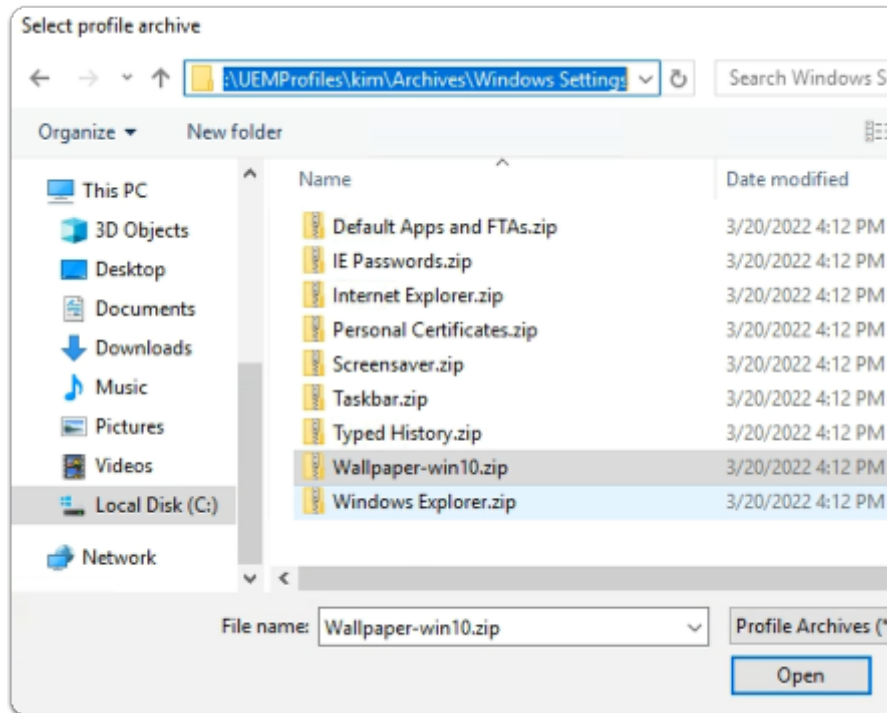 Select profile archive
:\UEMProfiles\kim\Archives\Windows Settings
Search Windows S
Organize
New folder
Name
Date modified
This PC
3D Objects
Desktop
Documents
Downloads
Music
Pictures
Videos
Local Disk (C:)
Network
Default Apps and FTAs.zip 3/20/2022 4:12 PM
IE Passwords.zip 3/20/2022 4:12 PM
Internet Explorer.zip 3/20/2022 4:12 PM
Personal Certificates.zip 3/20/2022 4:12 PM
Screensaver.zip 3/20/2022 4:12 PM
Taskbar.zip 3/20/2022 4:12 PM
Typed History.zip 3/20/2022 4:12 PM
Wallpaper-win10.zip 3/20/2022 4:12 PM
Windows Explorer.zip 3/20/2022 4:12 PM
File name: Wallpaper-win10.zip
Profile Archives (*
Open